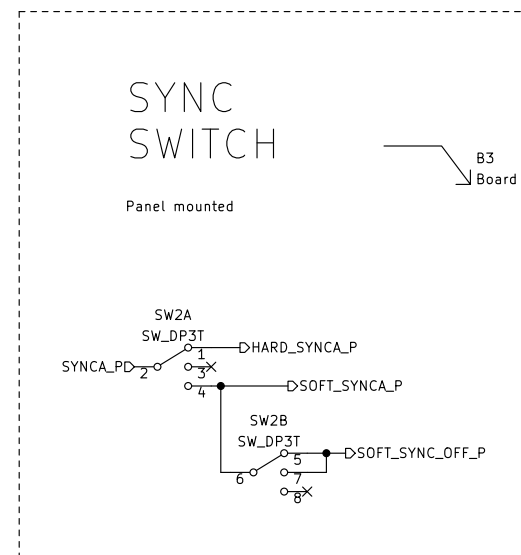 SYNC
SWITCH
B3
Board
Panel mounted
SW2A
SW_DP3T
1
HARD_SYNCA_P
SYNCA_P
2
3
4
SOFT_SYNCA_P
SW2B
SW_DP3T
5
SOFT_SYNC_OFF_P
6
7
8